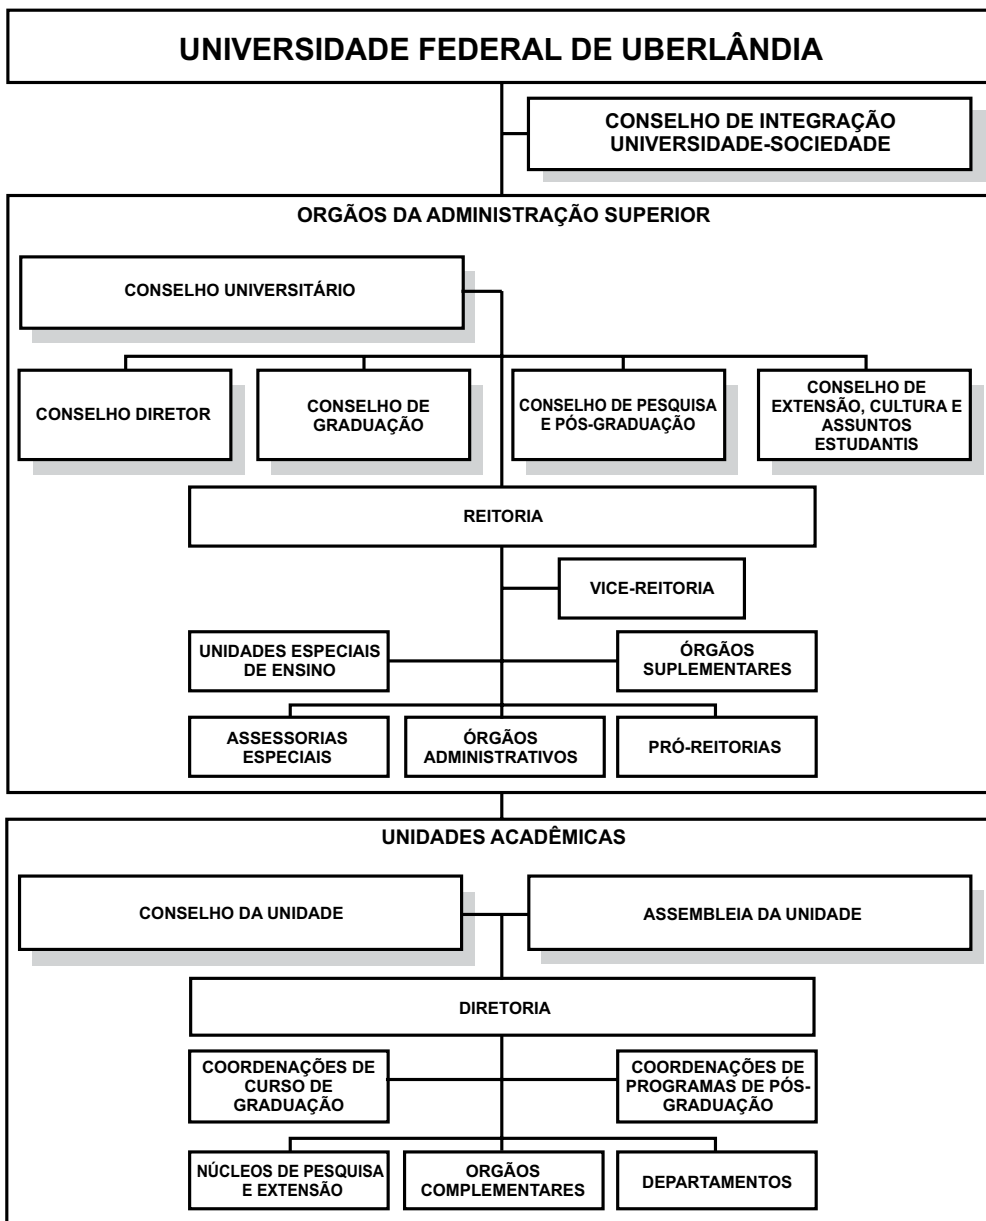 UNIVERSIDADE FEDERAL DE UBERLÂNDIA
CONSELHO DE INTEGRAÇÃO
UNIVERSIDADE-SOCIEDADE
ORGÃOS DA ADMINISTRAÇÃO SUPERIOR
CONSELHO UNIVERSITÁRIO
CONSELHO DIRETOR
CONSELHO DE
GRADUAÇÃO
CONSELHO DE PESQUISA
E PÓS-GRADUAÇÃO
CONSELHO DE
EXTENSÃO, CULTURA E
ASSUNTOS
ESTUDANTIS
REITORIA
VICE-REITORIA
UNIDADES ESPECIAIS
DE ENSINO
ÓRGÃOS
SUPLEMENTARES
ASSESSORIAS
ESPECIAIS
ÓRGÃOS
ADMINISTRATIVOS
PRÓ-REITORIAS
UNIDADES ACADÊMICAS
CONSELHO DA UNIDADE
ASSEMBLEIA DA UNIDADE
DIRETORIA
COORDENAÇÕES DE
CURSO DE
GRADUAÇÃO
COORDENAÇÕES DE
PROGRAMAS DE PÓS-
GRADUAÇÃO
NÚCLEOS DE PESQUISA
E EXTENSÃO
ORGÃOS
COMPLEMENTARES
DEPARTAMENTOS